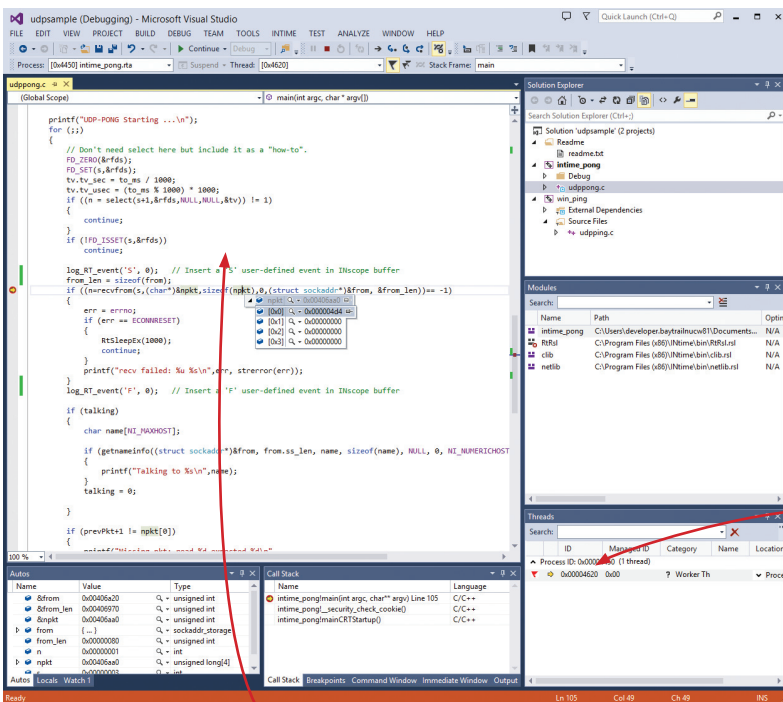 udpsample (Debugging) - Microsoft Visual Studio
Quick Launch (Ctrl+Q)
FILE EDIT VIEW PROJECT BUILD DEBUG TEAM TOOLS INTIME TEST ANALYZE WINDOW HELP
Continue Debug
Process: [0x4450] intime_pong.rta Suspend Thread: [0x4620] Stack Frame: main
udppong.c
(Global Scope) main(int argc, char * argv[])
printf("UDP-PONG Starting ...\n");
for (;;)
{
// Don't need select here but include it as a "how-to".
FD_ZERO(&rfds);
FD_SET(s,&rfds);
tv.tv_sec = to_ms / 1000;
tv.tv_usec = (to_ms % 1000) * 1000;
if ((n = select(s+1,&rfds,NULL,NULL,&tv)) != 1)
{
continue;
}
if (!FD_ISSET(s,&rfds))
continue;
log_RT_event('S', 0); // Insert a 'S' user-defined event in INscope buffer
from_len = sizeof(from);
if ((n=recvfrom(s,(char*)&npkt,sizeof(npkt),0,(struct sockaddr*)&from, &from_len))== -1)
{
npkt 0x00406aa0
err = errno;
[0x0] 0x000004d4
if (err == ECONNRESET)
[0x1] 0x00000000
{
[0x2] 0x00000000
RtSleepEx(1000);
[0x3] 0x00000000
continue;
}
printf("recv failed: %u %s\n",err, strerror(err));
}
log_RT_event('F', 0); // Insert a 'F' user-defined event in INscope buffer
if (talking)
{
char name[NI_MAXHOST];
if (getnameinfo((struct sockaddr*)&from, from.ss_len, name, sizeof(name), NULL, 0, NI_NUMERICHOST
{
printf("Talking to %s\n",name);
}
talking = 0;
}
if (prevPkt+1 != npkt[0])
{
100 %
Solution Explorer
Search Solution Explorer (Ctrl+;)
Solution 'udpsample' (2 projects)
Readme
readme.txt
intime_pong
Debug
udppong.c
win_ping
External Dependencies
Source Files
udpping.c
Modules
Search:
Name Path Optin
intime_pong C:\Users\developer.baytrailnucw81\Documents... N/A
RtRsl C:\Program Files (x86)\INtime\bin\RtRsl.rsl N/A
clib C:\Program Files (x86)\INtime\bin\clib.rsl N/A
netlib C:\Program Files (x86)\INtime\bin\netlib.rsl N/A
Threads
Search:
ID Managed ID Category Name Location
Process ID: (1 thread)
0x00004620 0x00 ? Worker Th Proce
Autos
Name Value Type
&from 0x00406a20 unsigned int
&from_len 0x00406970 unsigned int
&npkt 0x00406aa0 unsigned int
from { ... } sockaddr_storage
from_len 0x00000080 unsigned int
n 0x00000001 int
npkt 0x00406aa0 unsigned long[4]
s 0x00000003 int
Autos Locals Watch 1
Call Stack
Name Language
intime_pong!main(int argc, char** argv) Line 105 C/C++
intime_pong!_security_check_cookie() C/C++
intime_pong!mainCRTStartup() C/C++
Call Stack Breakpoints Command Window Immediate Window Output
Ready Ln 105 Col 49 Ch 49 INS